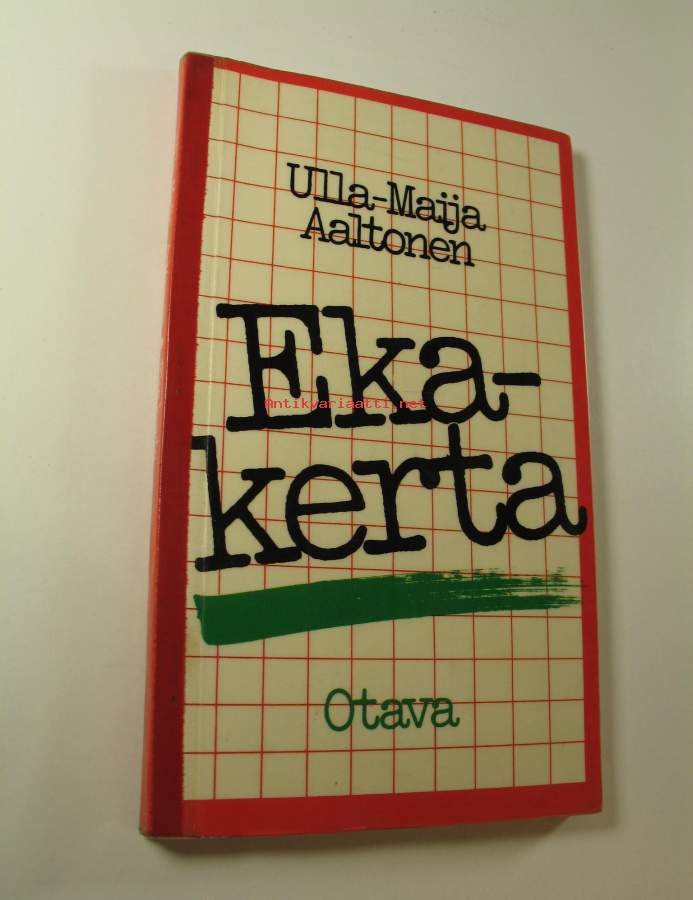 Ulla-Maija
Aaltonen
Eka-
Antikvariaatti.net
kerta
Otava